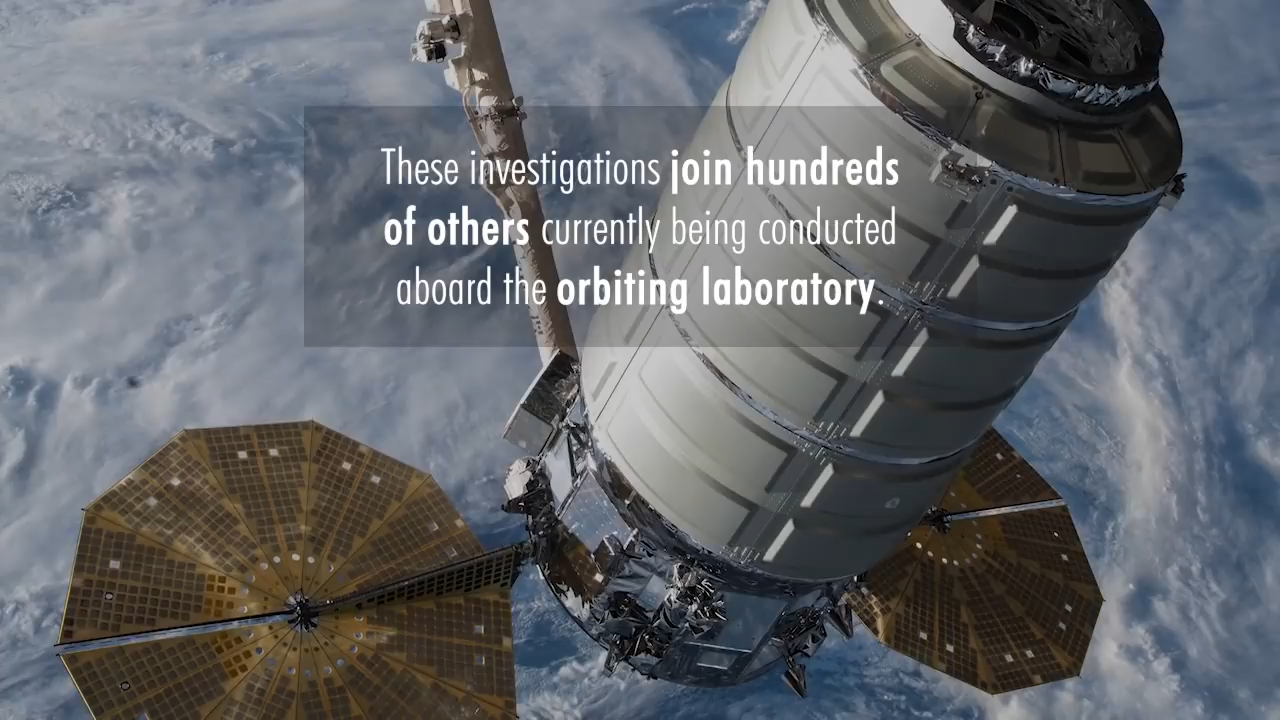 These investigations join hundreds
of others currently being conducted
aboard the orbiting laboratory.